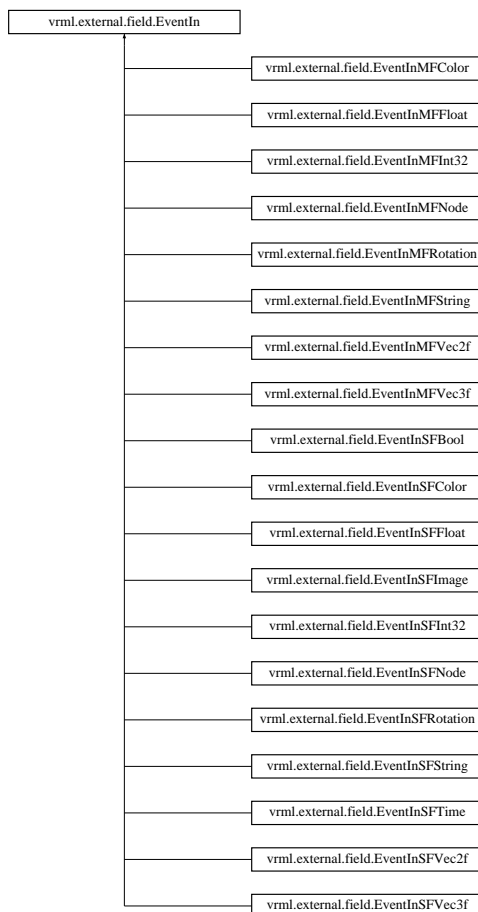 vrml.external.field.EventIn
vrml.external.field.EventInMFColor
vrml.external.field.EventInMFFloat
vrml.external.field.EventInMFInt32
vrml.external.field.EventInMFNode
vrml.external.field.EventInMFRotation
vrml.external.field.EventInMFString
vrml.external.field.EventInMFVec2f
vrml.external.field.EventInMFVec3f
vrml.external.field.EventInSFBool
vrml.external.field.EventInSFColor
vrml.external.field.EventInSFFloat
vrml.external.field.EventInSFImage
vrml.external.field.EventInSFInt32
vrml.external.field.EventInSFNode
vrml.external.field.EventInSFRotation
vrml.external.field.EventInSFString
vrml.external.field.EventInSFTime
vrml.external.field.EventInSFVec2f
vrml.external.field.EventInSFVec3f